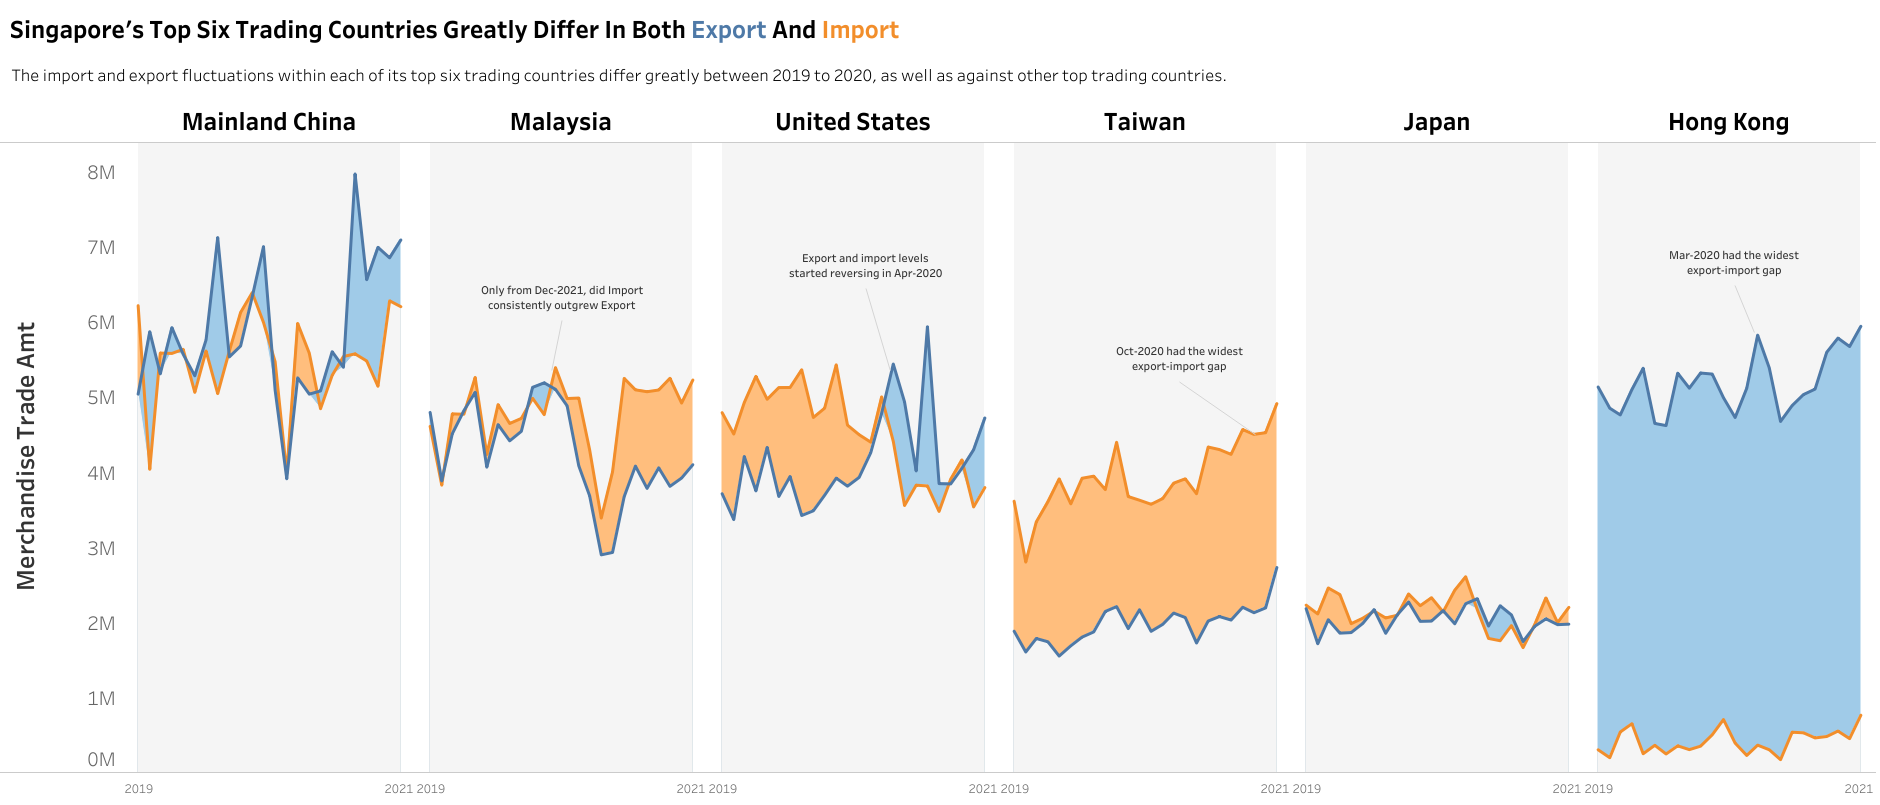 Singapore's Top Six Trading Countries Greatly Differ In Both Export And Import
The import and export fluctuations within each of its top six trading countries differ greatly between 2019 to 2020, as well as against other top trading countries.
Mainland China
Malaysia
United States
Taiwan
Japan
Hong Kong
Merchandise Trade Amt
8M
7M
6M
5M
4M
3M
2M
1M
0M
Only from Dec-2021, did Import
consistently outgrew Export
Export and import levels
started reversing in Apr-2020
Oct-2020 had the widest
export-import gap
Mar-2020 had the widest
export-import gap
2019
2021
2019
2021
2019
2021
2019
2021
2019
2021
2019
2021